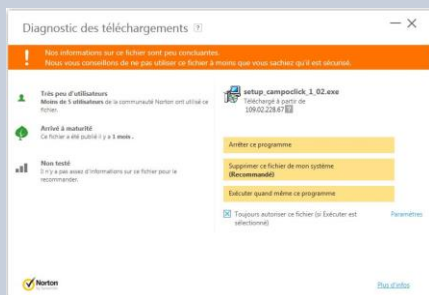 Diagnostic des téléchargements ?
Nos informations sur ce fichier sont peu concluantes.
Nous vous conseillons de ne pas utiliser ce fichier à moins que vous sachiez qu'il est sécurisé.
Très peu d'utilisateurs
Moins de 5 utilisateurs de la communauté Norton ont utilisé ce
fichier.
Arrivé à maturité
Ce fichier a été publié il y a 1 mois .
Non testé
Il n'y a pas assez d'informations sur ce fichier pour le
recommander.
setup_campoclick_1_02.exe
Téléchargé à partir de
109.02.228.67 ?
Arrêter ce programme
Supprimer ce fichier de mon système
(Recommandé)
Exécuter quand même ce programme
Toujours autoriser ce fichier (si Exécuter est
sélectionné)
Paramètres
Norton
Plus d'infos